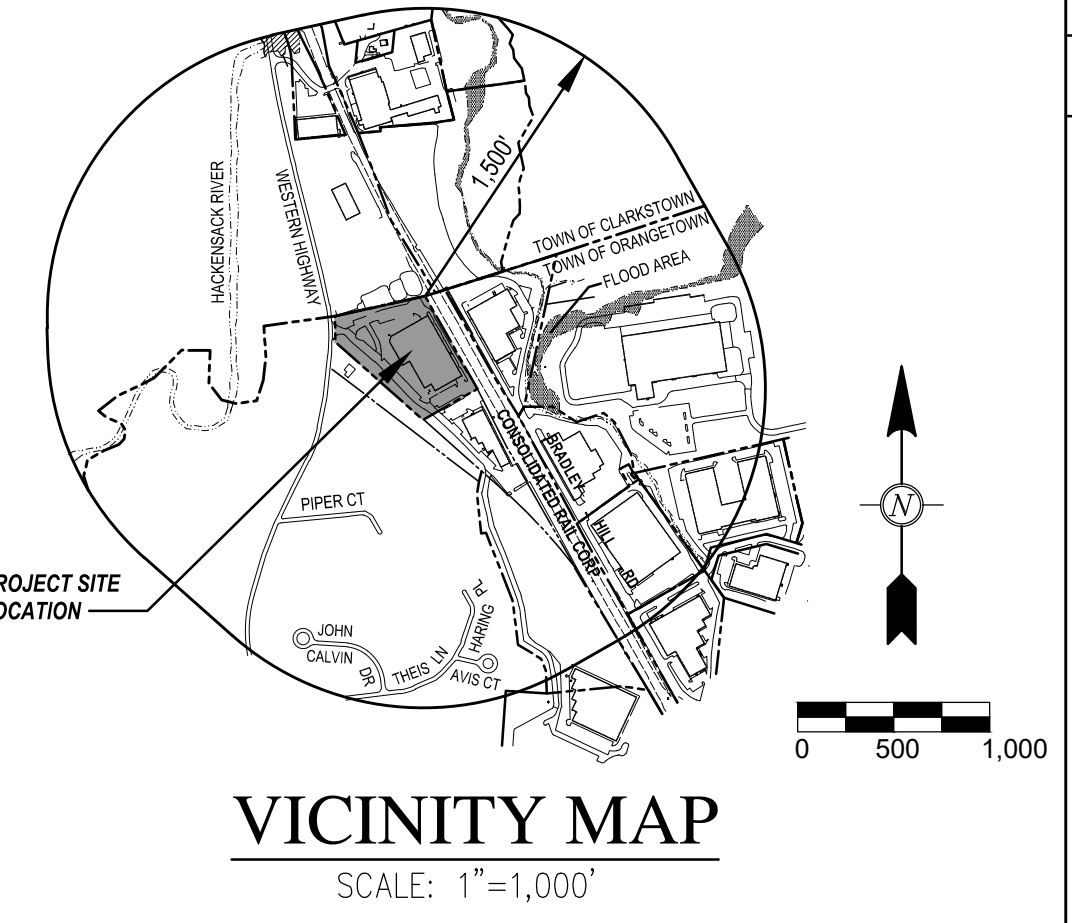 1,500'
HACKENSACK RIVER
WESTERN HIGHWAY
TOWN OF CLARKSTOWN
TOWN OF ORANGETOWN
FLOOD AREA
CONSOLIDATED RAIL CORP
BRADLEY
HILL
RD
PIPER CT
N
ROJECT SITE
OCATION
JOHN
CALVIN
DR
THEIS LN
HARING
PL
AVIS CT
0 500 1,000
VICINITY MAP
SCALE: 1"=1,000'